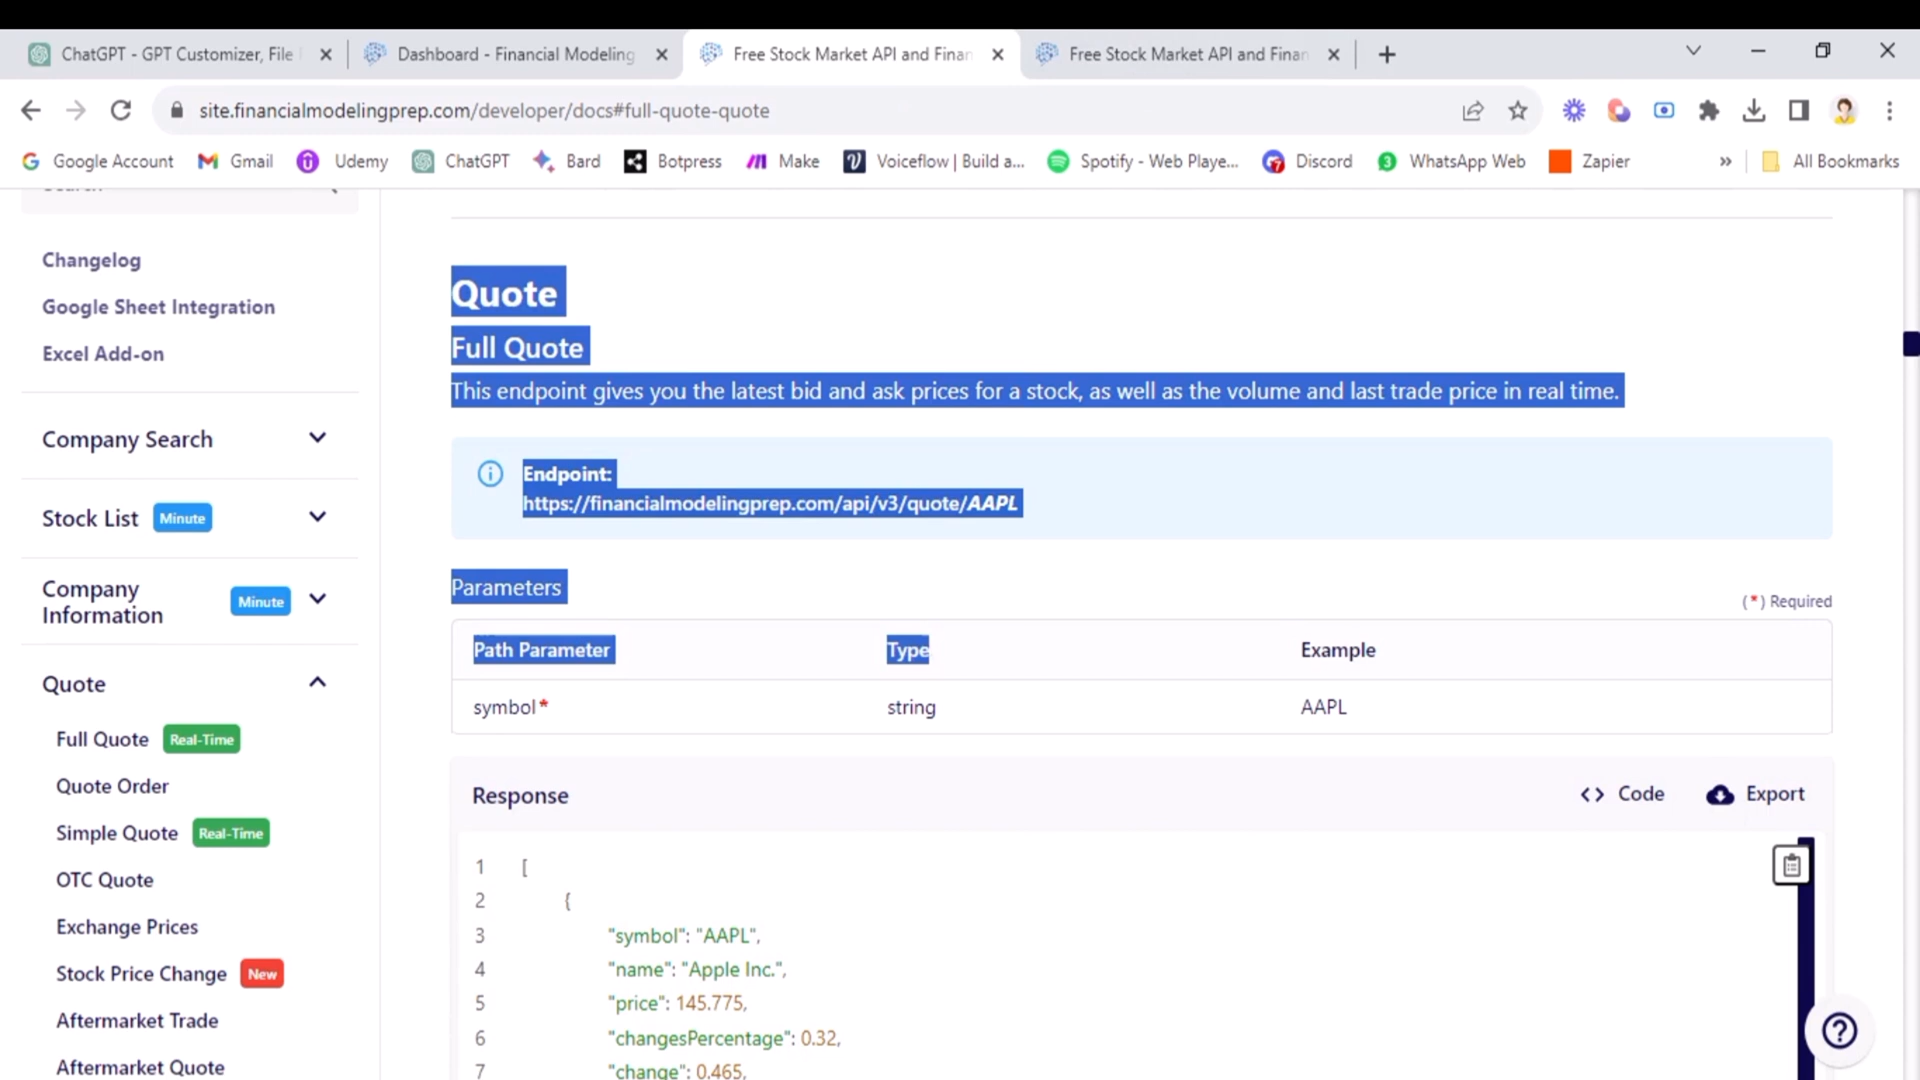 ChatGPT - GPT Customizer, File
Dashboard - Financial Modeling
Free Stock Market API and Finan
Free Stock Market API and Finan
site.financialmodelingprep.com/developer/docs#full-quote-quote
Google Account
Gmail
Udemy
ChatGPT
Bard
Botpress
Make
Voiceflow | Build a...
Spotify - Web Playe...
Discord
WhatsApp Web
Zapier
»
All Bookmarks
Changelog
Google Sheet Integration
Excel Add-on
Company Search
Stock List Minute
Company
Information Minute
Quote
Full Quote Real-Time
Quote Order
Simple Quote Real-Time
OTC Quote
Exchange Prices
Stock Price Change New
Aftermarket Trade
Aftermarket Quote
Quote
Full Quote
This endpoint gives you the latest bid and ask prices for a stock, as well as the volume and last trade price in real time.
Endpoint:
https://financialmodelingprep.com/api/v3/quote/AAPL
Parameters
(*) Required
Path Parameter Type Example
symbol* string AAPL
Response
Code
Export
1 [
2 {
3 "symbol": "AAPL",
4 "name": "Apple Inc.",
5 "price": 145.775,
6 "changesPercentage": 0.32,
7 "change": 0.465,